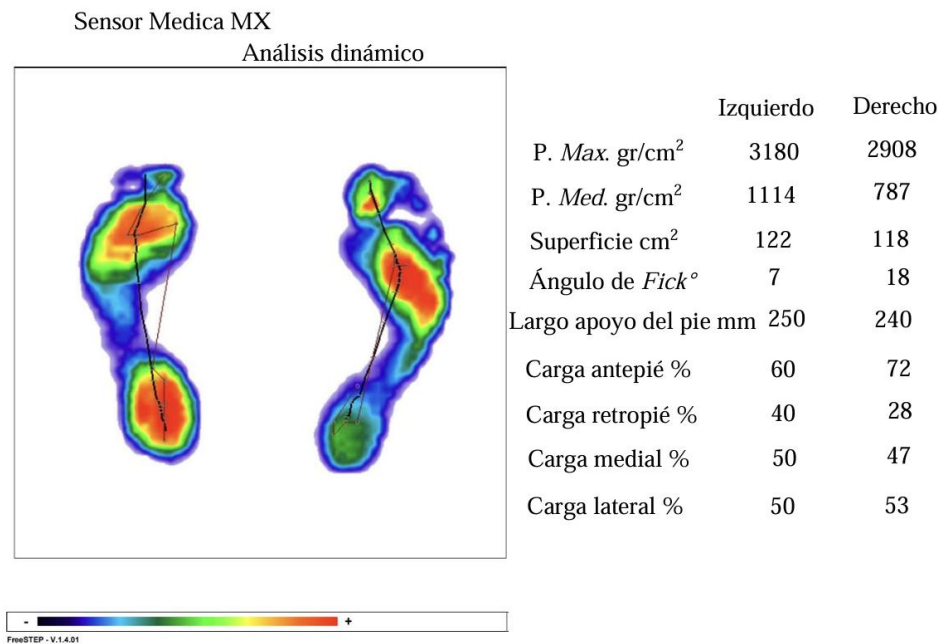 Sensor Medica MX
Análisis dinámico
Izquierdo Derecho
P. Max. gr/cm² 3180 2908
P. Med. gr/cm² 1114 787
Superficie cm² 122 118
Ángulo de Fick° 7 18
Largo apoyo del pie mm 250 240
Carga antepié % 60 72
Carga retropié % 40 28
Carga medial % 50 47
Carga lateral % 50 53
- +
FreeSTEP - V.1.4.01